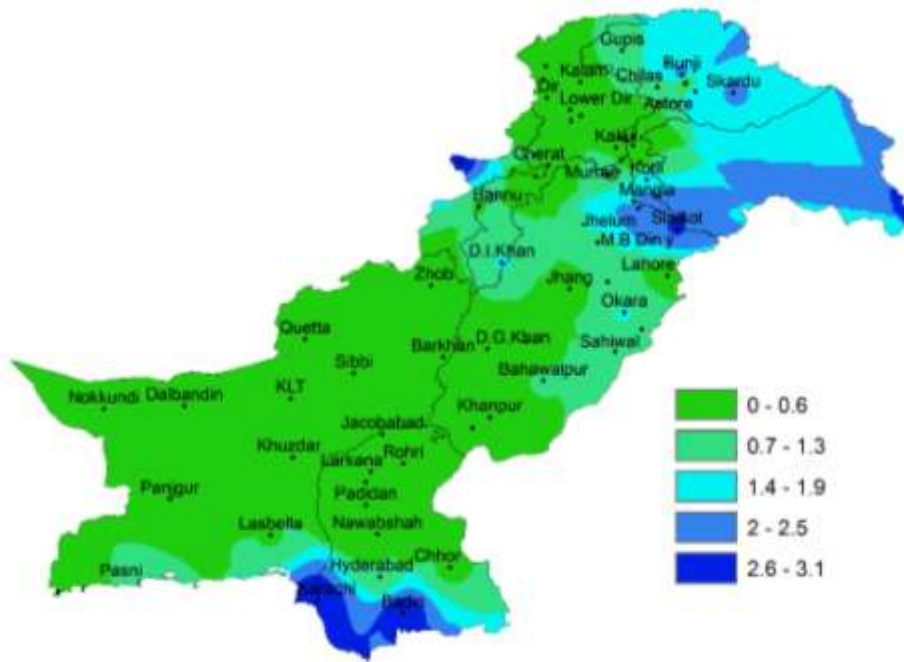 Gupis
Kalam
Chilas
Bunji
Skardu
Dir
Lower Dir
Astore
Cherat
Kotli
Bannu
Mangla
Jhelum
Sialkot
M.B Din
D.I.Khan
Lahore
Zhob
Jhang
Okara
Quetta
Barkhan
D.G.Khan
Sahiwal
Sibbi
Bahawalpur
Nokkundi
Dalbandin
KLT
Khanpur
Jacobabad
Khuzdar
Larkana
Rohri
Panjgur
Padidan
Lasbella
Nawabshah
Pasni
Hyderabad
Chhor
Karachi
Badin
0 - 0.6
0.7 - 1.3
1.4 - 1.9
2 - 2.5
2.6 - 3.1